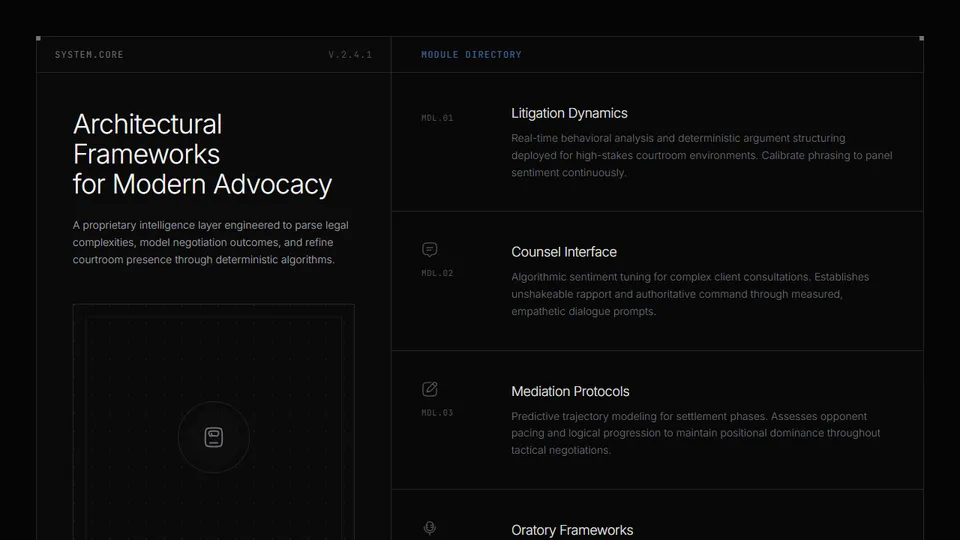 SYSTEM.CORE
V.2.4.1
Architectural
Frameworks
for Modern Advocacy
A proprietary intelligence layer engineered to parse legal
complexities, model negotiation outcomes, and refine
courtroom presence through deterministic algorithms.
MODULE DIRECTORY
MDL.01
Litigation Dynamics
Real-time behavioral analysis and deterministic argument structuring
deployed for high-stakes courtroom environments. Calibrate phrasing to panel
sentiment continuously.
MDL.02
Counsel Interface
Algorithmic sentiment tuning for complex client consultations. Establishes
unshakeable rapport and authoritative command through measured,
empathetic dialogue prompts.
MDL.03
Mediation Protocols
Predictive trajectory modeling for settlement phases. Assesses opponent
pacing and logical progression to maintain positional dominance throughout
tactical negotiations.
Oratory Frameworks